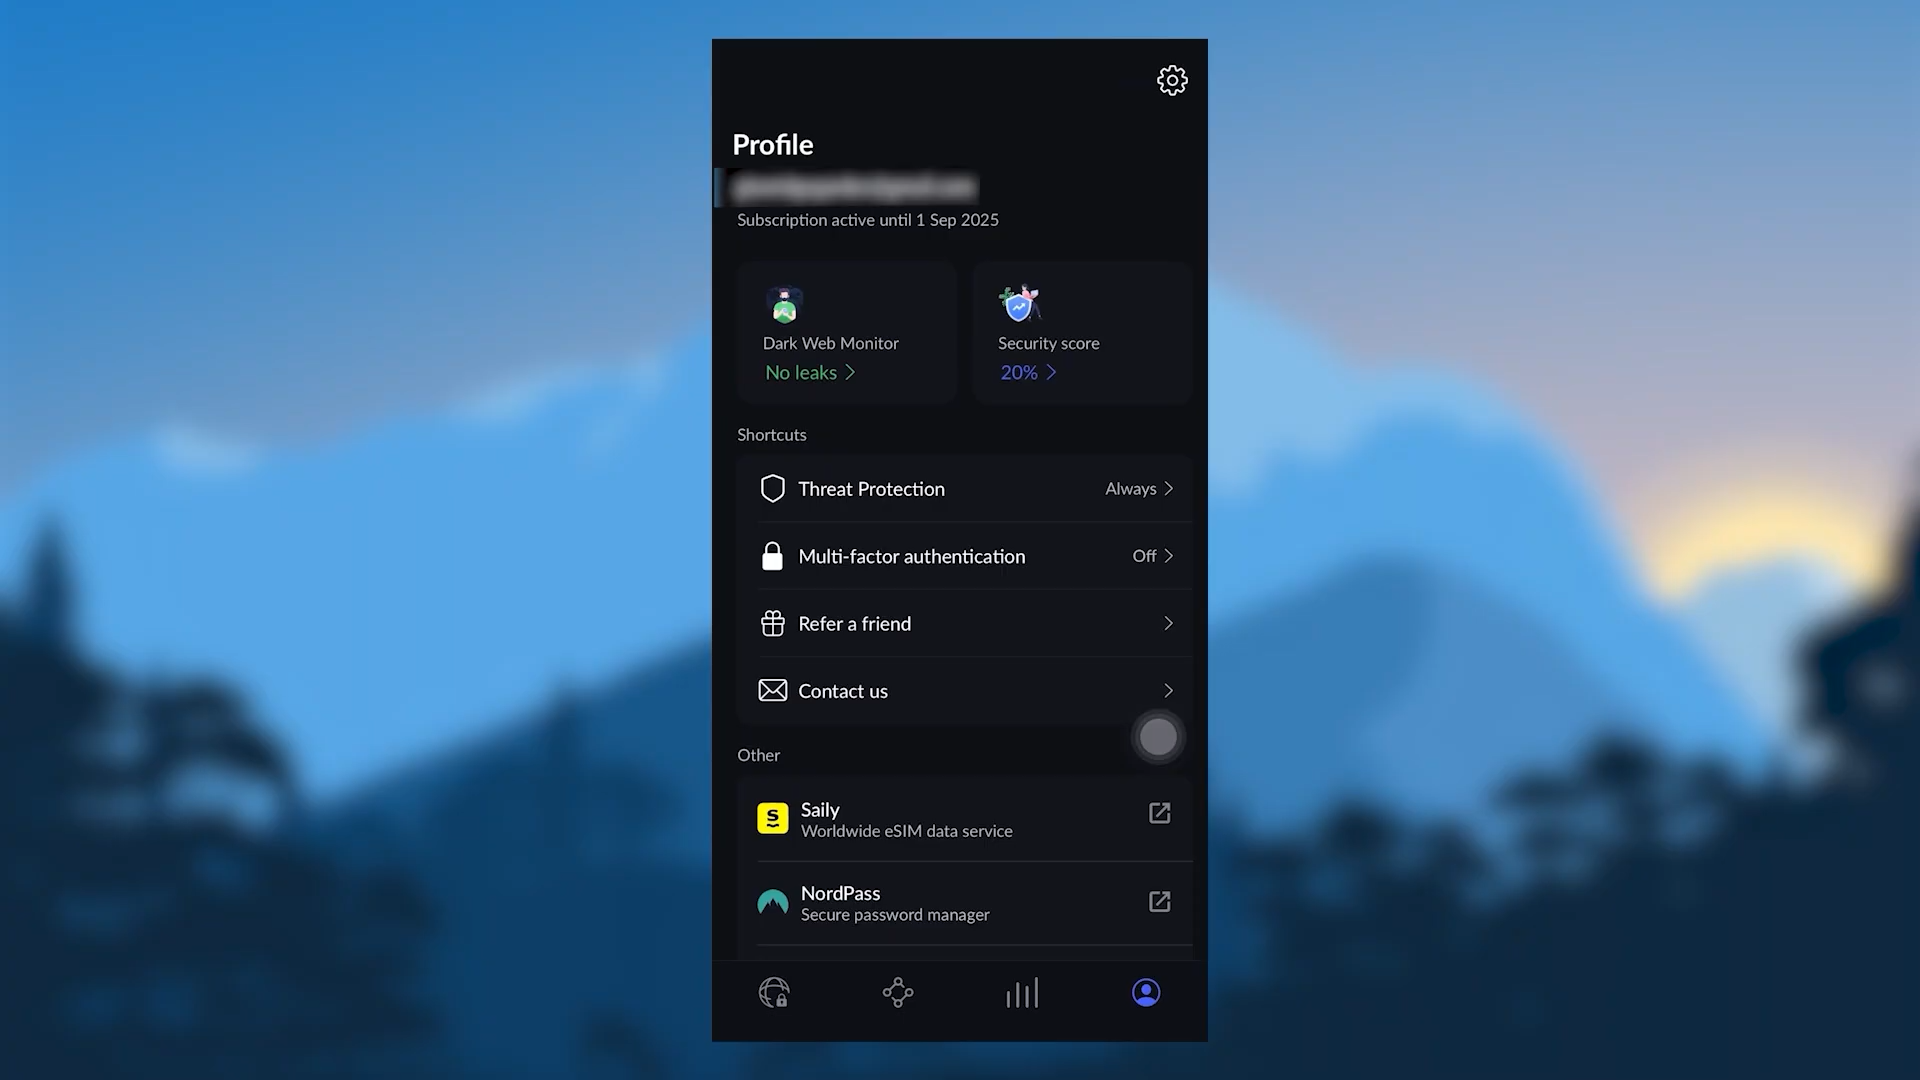 Profile
Subscription active until 1 Sep 2025
Dark Web Monitor
No leaks
Security score
20%
Shortcuts
Threat Protection
Always
Multi-factor authentication
Off
Refer a friend
Contact us
Other
Saily
Worldwide eSIM data service
NordPass
Secure password manager